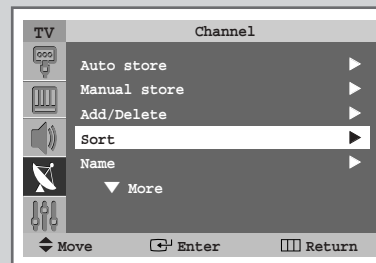 TV Channel
Auto store
Manual store
Add/Delete
Sort
Name
More
Move Enter Return